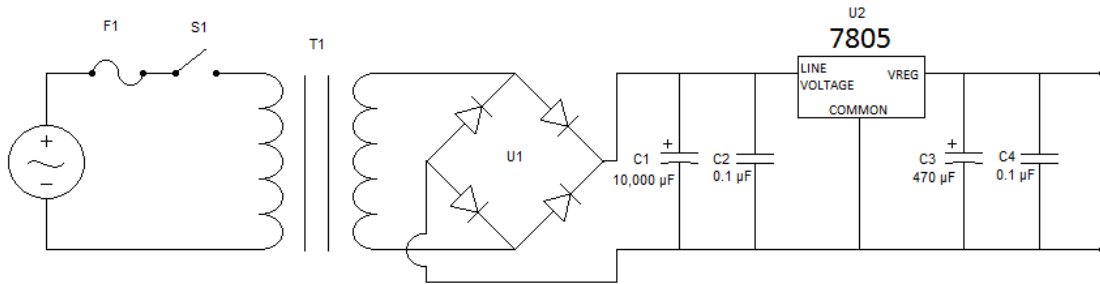 F1
S1
T1
U1
C1
10,000 µF
C2
0.1 µF
U2
7805
LINE
VOLTAGE
VREG
COMMON
C3
470 µF
C4
0.1 µF